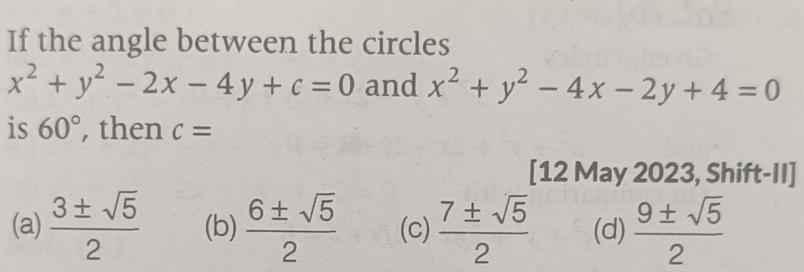 If the angle between the circles
x² + y² − 2x − 4y + c = 0 and x² + y² − 4x − 2y + 4 = 0
is 60°, then c =
[12 May 2023, Shift-II]
(a) (3 ± √5)/2 (b) (6 ± √5)/2 (c) (7 ± √5)/2 (d) (9 ± √5)/2